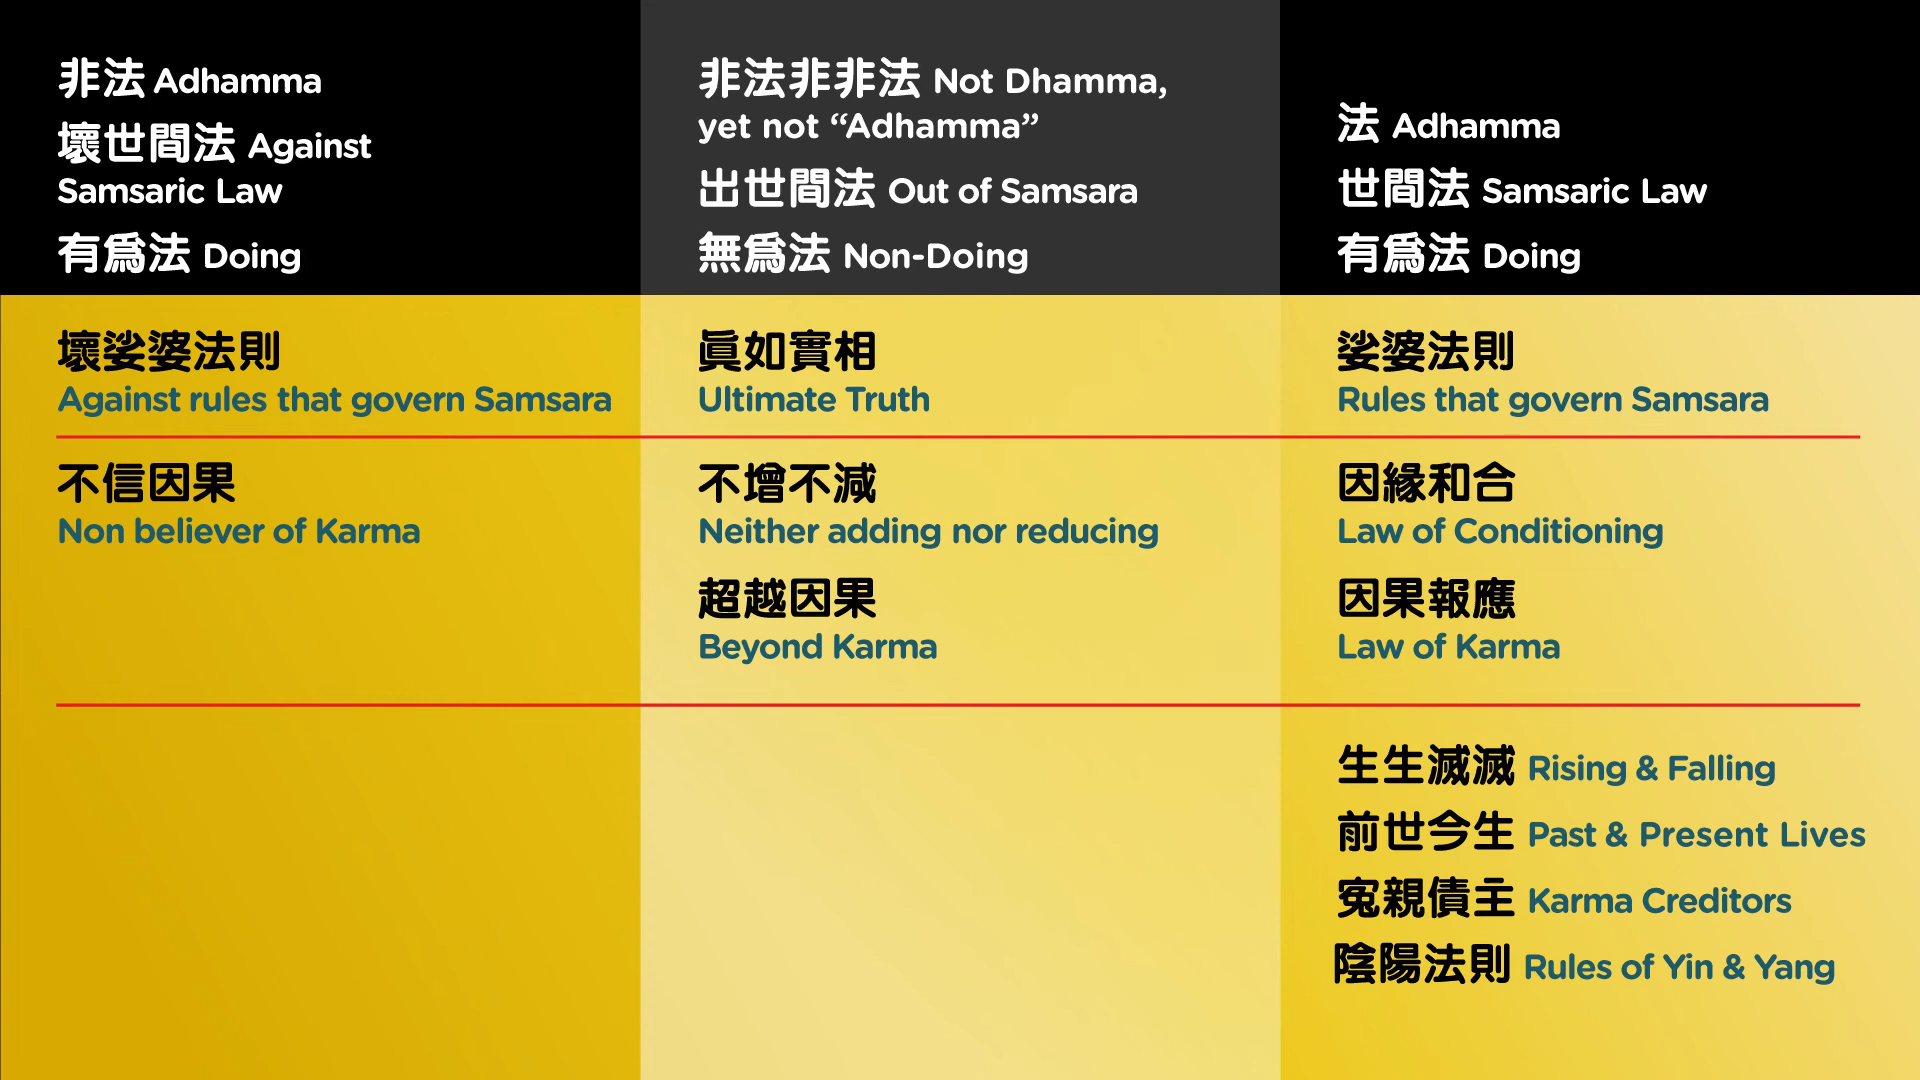 非法 Adhamma
壞世間法 Against
Samsaric Law
有為法 Doing
非法非非法 Not Dhamma,
yet not “Adhamma”
出世間法 Out of Samsara
無為法 Non-Doing
法 Adhamma
世間法 Samsaric Law
有為法 Doing
壞娑婆法則
Against rules that govern Samsara
不信因果
Non believer of Karma
眞如實相
Ultimate Truth
不增不減
Neither adding nor reducing
超越因果
Beyond Karma
娑婆法則
Rules that govern Samsara
因緣和合
Law of Conditioning
因果報應
Law of Karma
生生滅滅 Rising & Falling
前世今生 Past & Present Lives
冤親債主 Karma Creditors
陰陽法則 Rules of Yin & Yang